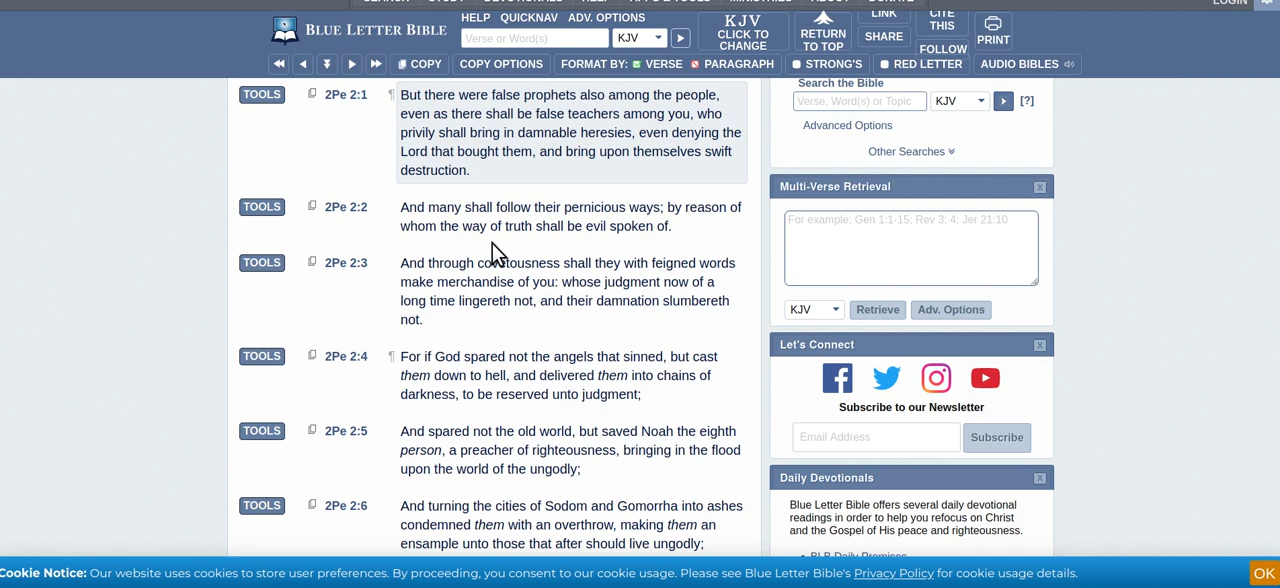 LOGIN
BLUE LETTER BIBLE
HELP QUICKNAV ADV. OPTIONS
Verse or Word(s) KJV
KJV
CLICK TO
CHANGE
RETURN
TO TOP
LINK
SHARE
CITE
THIS
FOLLOW
PRINT
COPY COPY OPTIONS FORMAT BY: VERSE PARAGRAPH STRONG'S RED LETTER AUDIO BIBLES
TOOLS 2Pe 2:1 ¶ But there were false prophets also among the people,
even as there shall be false teachers among you, who
privily shall bring in damnable heresies, even denying the
Lord that bought them, and bring upon themselves swift
destruction.
TOOLS 2Pe 2:2 And many shall follow their pernicious ways; by reason of
whom the way of truth shall be evil spoken of.
TOOLS 2Pe 2:3 And through covetousness shall they with feigned words
make merchandise of you: whose judgment now of a
long time lingereth not, and their damnation slumbereth
not.
TOOLS 2Pe 2:4 ¶ For if God spared not the angels that sinned, but cast
them down to hell, and delivered them into chains of
darkness, to be reserved unto judgment;
TOOLS 2Pe 2:5 And spared not the old world, but saved Noah the eighth
person, a preacher of righteousness, bringing in the flood
upon the world of the ungodly;
TOOLS 2Pe 2:6 And turning the cities of Sodom and Gomorrha into ashes
condemned them with an overthrow, making them an
ensample unto those that after should live ungodly;
Search the Bible
Verse, Word(s) or Topic KJV [?]
Advanced Options
Other Searches
Multi-Verse Retrieval X
For example: Gen 1:1-15; Rev 3; 4; Jer 21:10
KJV Retrieve Adv. Options
Let's Connect X
Subscribe to our Newsletter
Email Address Subscribe
Daily Devotionals X
Blue Letter Bible offers several daily devotional
readings in order to help you refocus on Christ
and the Gospel of His peace and righteousness.
BLB Daily Promises
Cookie Notice: Our website uses cookies to store user preferences. By proceeding, you consent to our cookie usage. Please see Blue Letter Bible's Privacy Policy for cookie usage details. OK